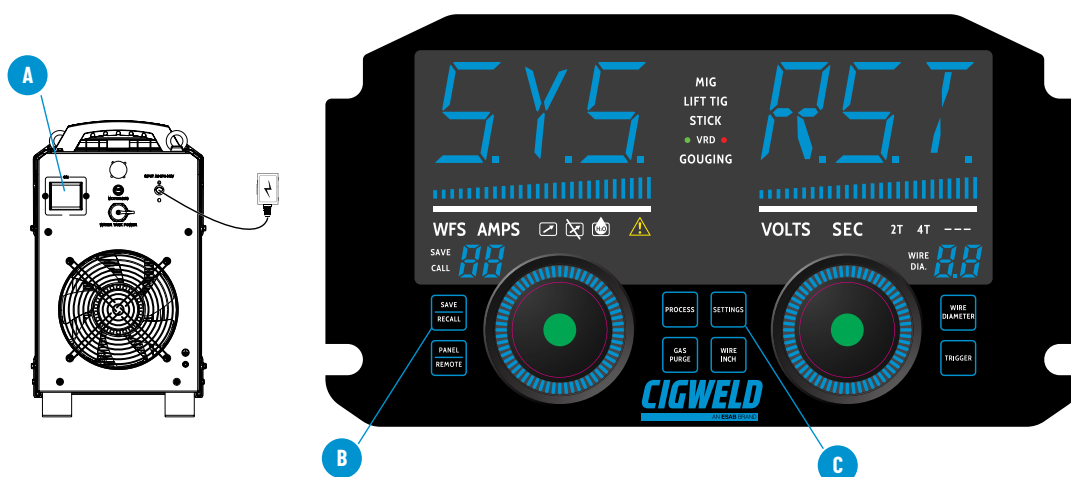 A
S.Y.S. R.S.T.
MIG
LIFT TIG
STICK
VRD
GOUGING
WFS AMPS
H2O
VOLTS SEC 2T 4T ---
SAVE
CALL
88
WIRE
DIA.
8.8
SAVE
RECALL
PROCESS
SETTINGS
WIRE
DIAMETER
PANEL
REMOTE
GAS
PURGE
WIRE
INCH
TRIGGER
CIGWELD
AN ESAB BRAND
B
C